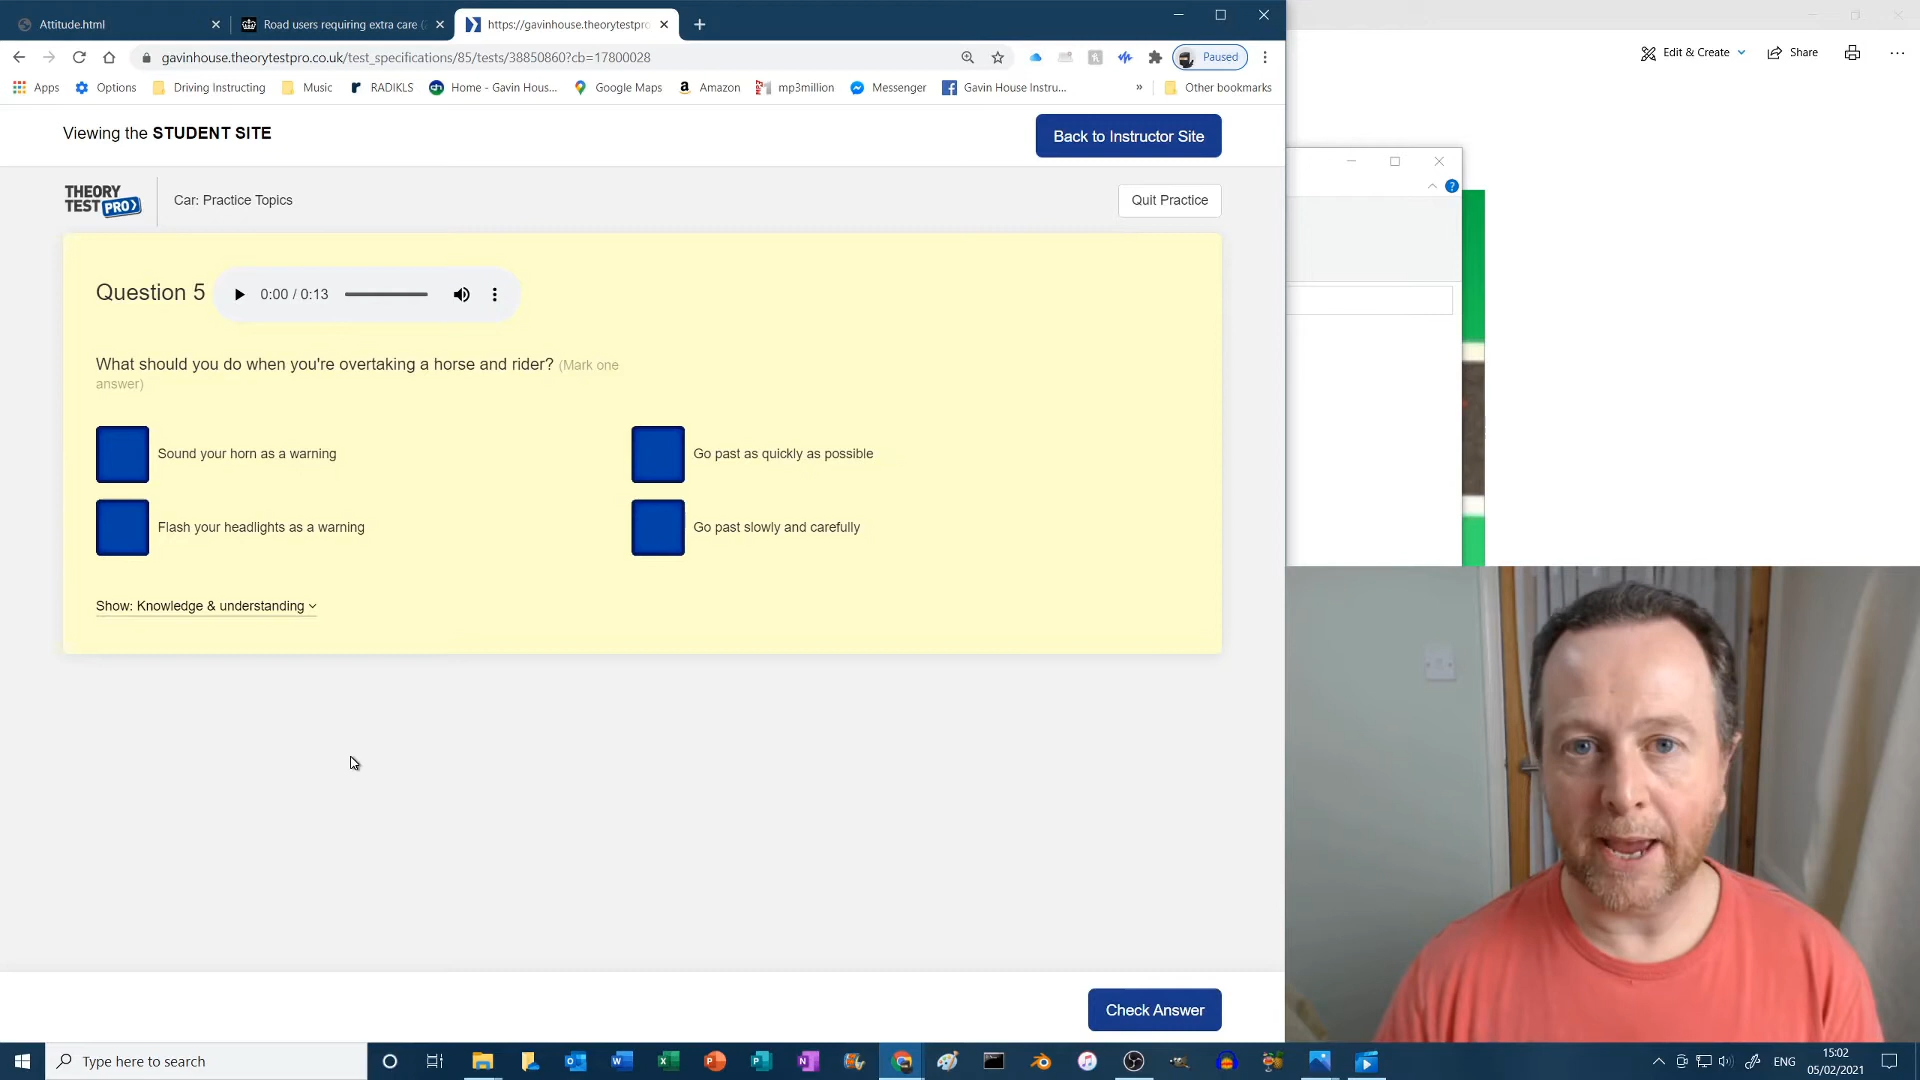 Attitude.html
Road users requiring extra care (
https://gavinhouse.theorytestpro
gavinhouse.theorytestpro.co.uk/test_specifications/85/tests/38850860?cb=17800028
Paused
Edit & Create
Share
Apps
Options
Driving Instructing
Music
RADIKLS
Home - Gavin Hous...
Google Maps
Amazon
mp3million
Messenger
Gavin House Instru...
»
Other bookmarks
Viewing the STUDENT SITE
Back to Instructor Site
THEORY
TEST PRO
Car: Practice Topics
Quit Practice
Question 5
0:00 / 0:13
What should you do when you're overtaking a horse and rider? (Mark one
answer)
Sound your horn as a warning
Go past as quickly as possible
Flash your headlights as a warning
Go past slowly and carefully
Show: Knowledge & understanding
Check Answer
Type here to search
ENG
15:02
05/02/2021